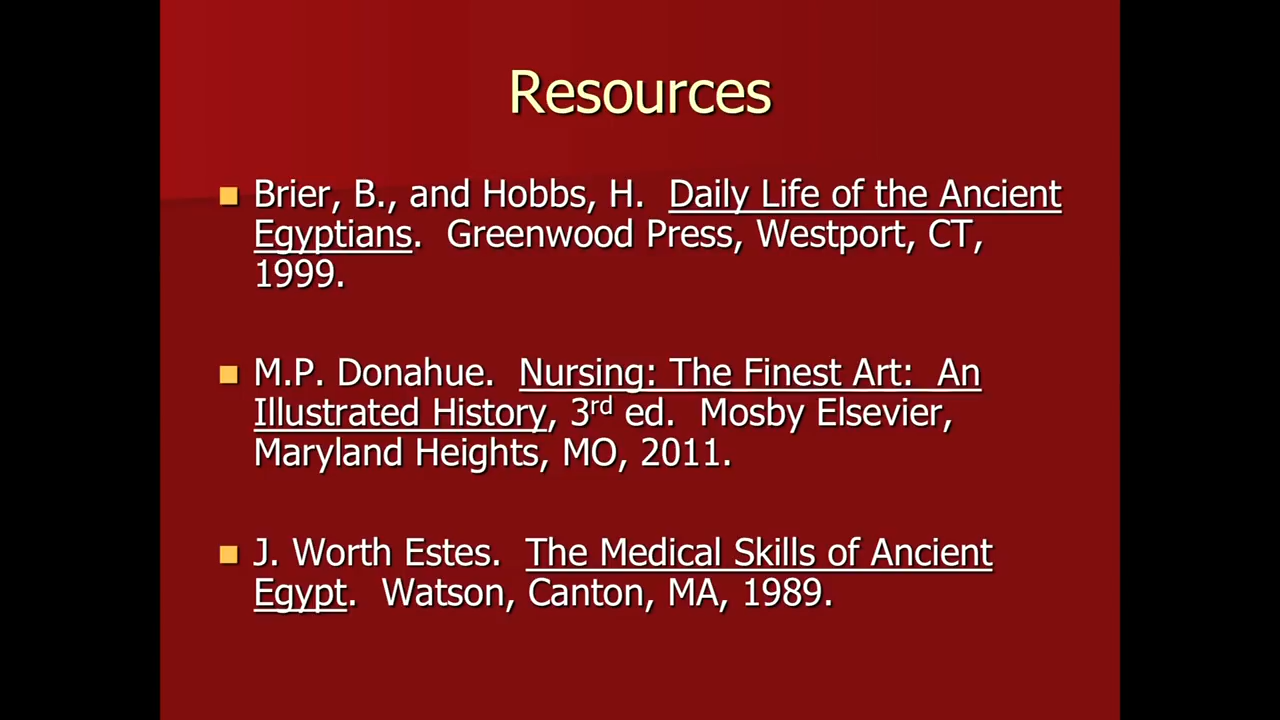 Resources
Brier, B., and Hobbs, H. Daily Life of the Ancient
Egyptians. Greenwood Press, Westport, CT,
1999.
M.P. Donahue. Nursing: The Finest Art: An
Illustrated History, 3rd ed. Mosby Elsevier,
Maryland Heights, MO, 2011.
J. Worth Estes. The Medical Skills of Ancient
Egypt. Watson, Canton, MA, 1989.